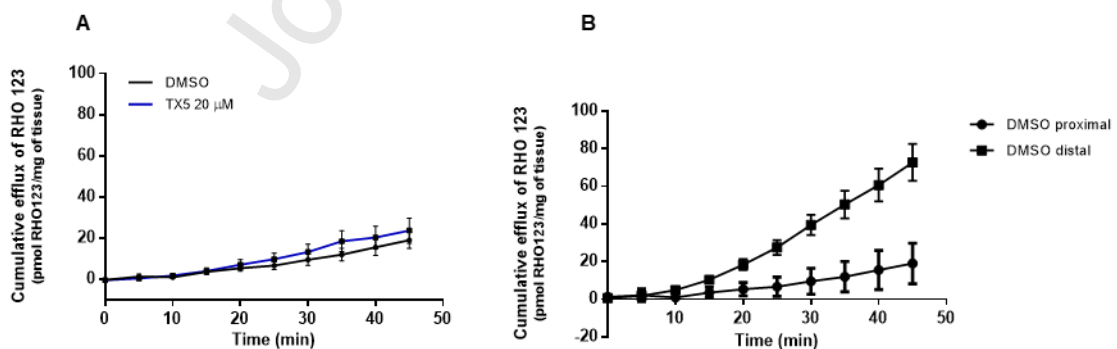 A
Cumulative efflux of RHO 123
(pmol RHO123/mg of tissue)
100
80
60
40
20
0
0 10 20 30 40 50
Time (min)
DMSO
TX5 20 μM
B
Cumulative efflux of RHO 123
(pmol RHO123/mg of tissue)
100
80
60
40
20
0
-20
10 20 30 40 50
Time (min)
DMSO proximal
DMSO distal
Jo